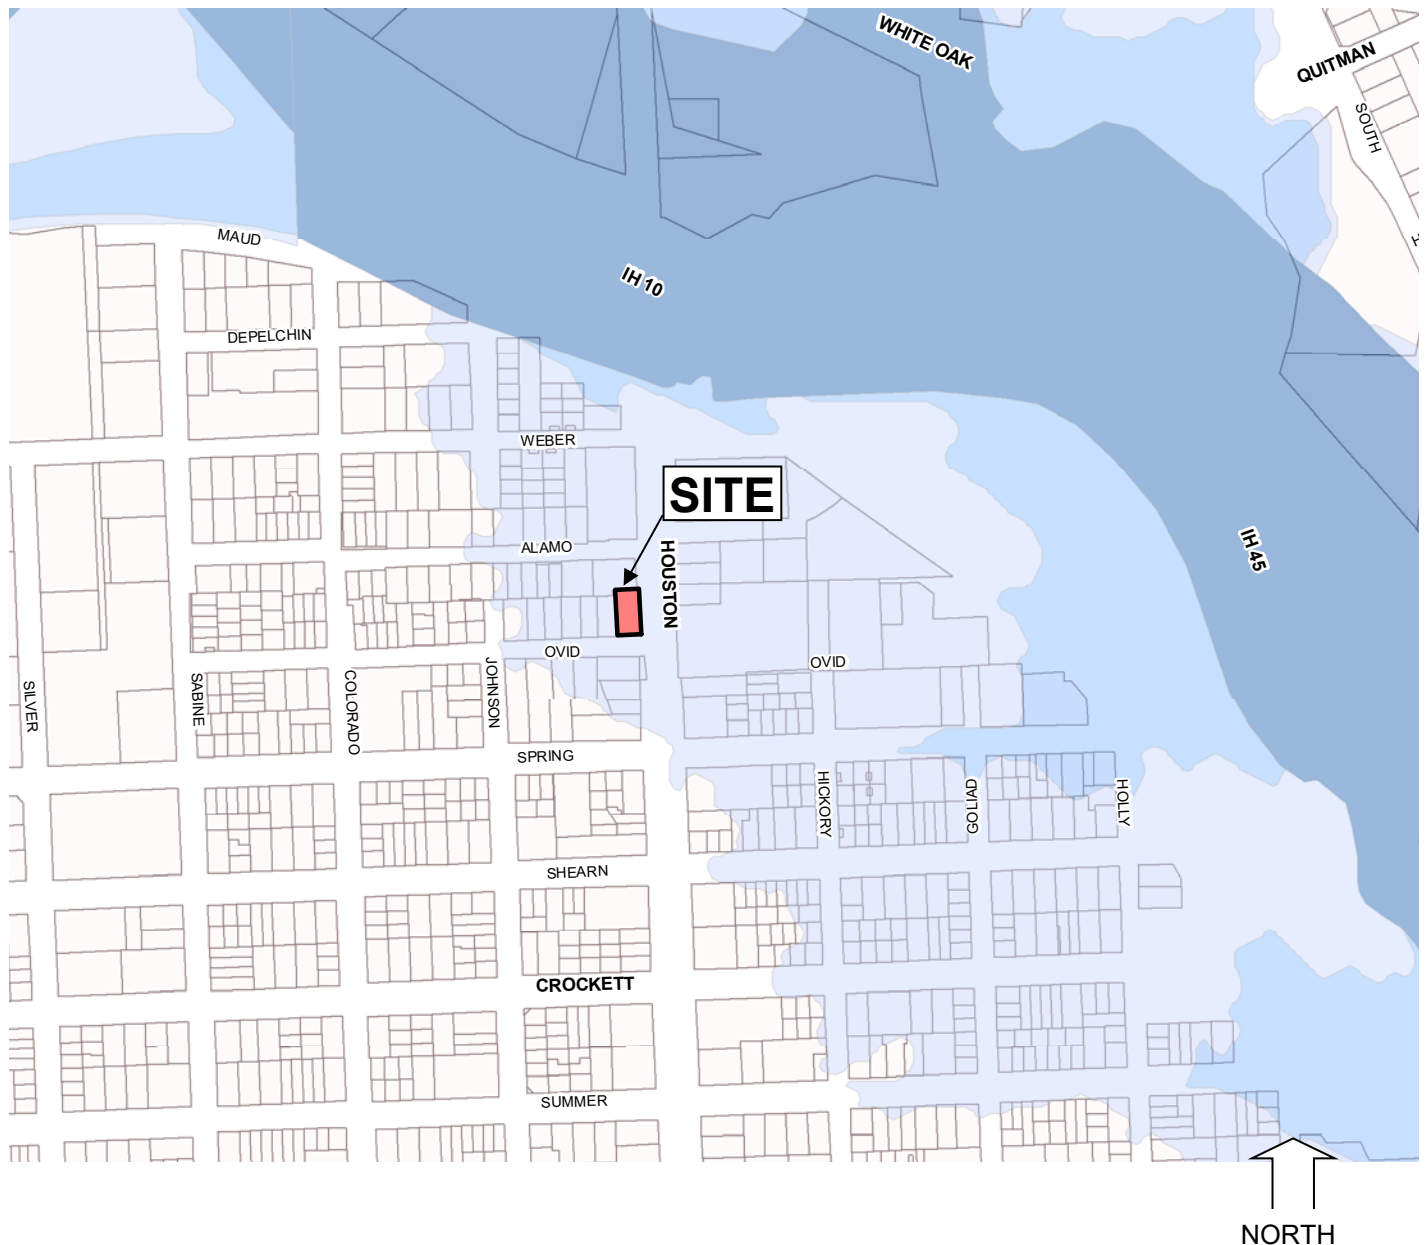 WHITE OAK
QUITMAN
SOUTH
MAUD
IH 10
DEPELCHIN
WEBER
SITE
ALAMO
HOUSTON
IH 45
OVID
OVID
SILVER
SABINE
COLORADO
JOHNSON
SPRING
HICKORY
GOLIAD
HOLLY
SHEARN
CROCKETT
SUMMER
NORTH